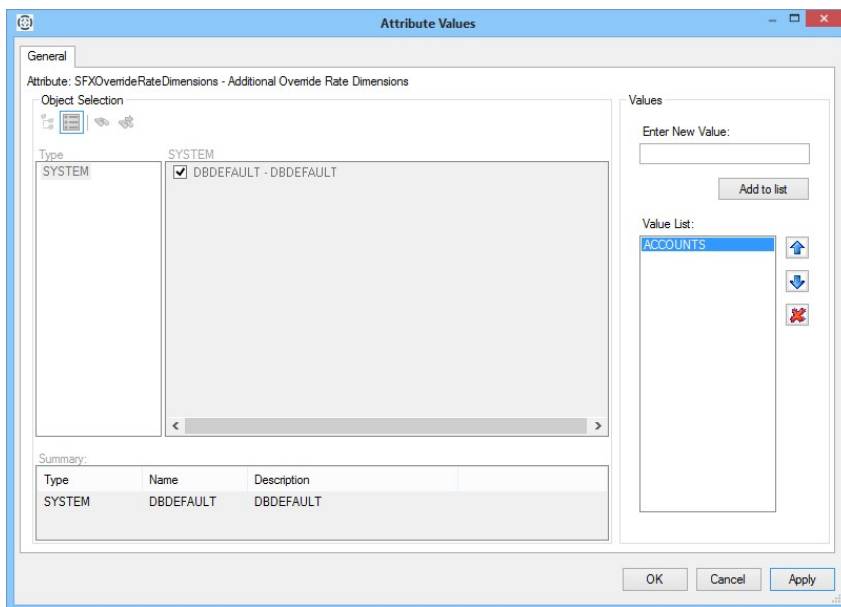 Attribute Values
General
Attribute: SFXOverrideRateDimensions - Additional Override Rate Dimensions
Object Selection
Type
SYSTEM
SYSTEM
DBDEFAULT - DBDEFAULT
Summary:
Type Name Description
SYSTEM DBDEFAULT DBDEFAULT
Values
Enter New Value:
Add to list
Value List:
ACCOUNTS
OK Cancel Apply